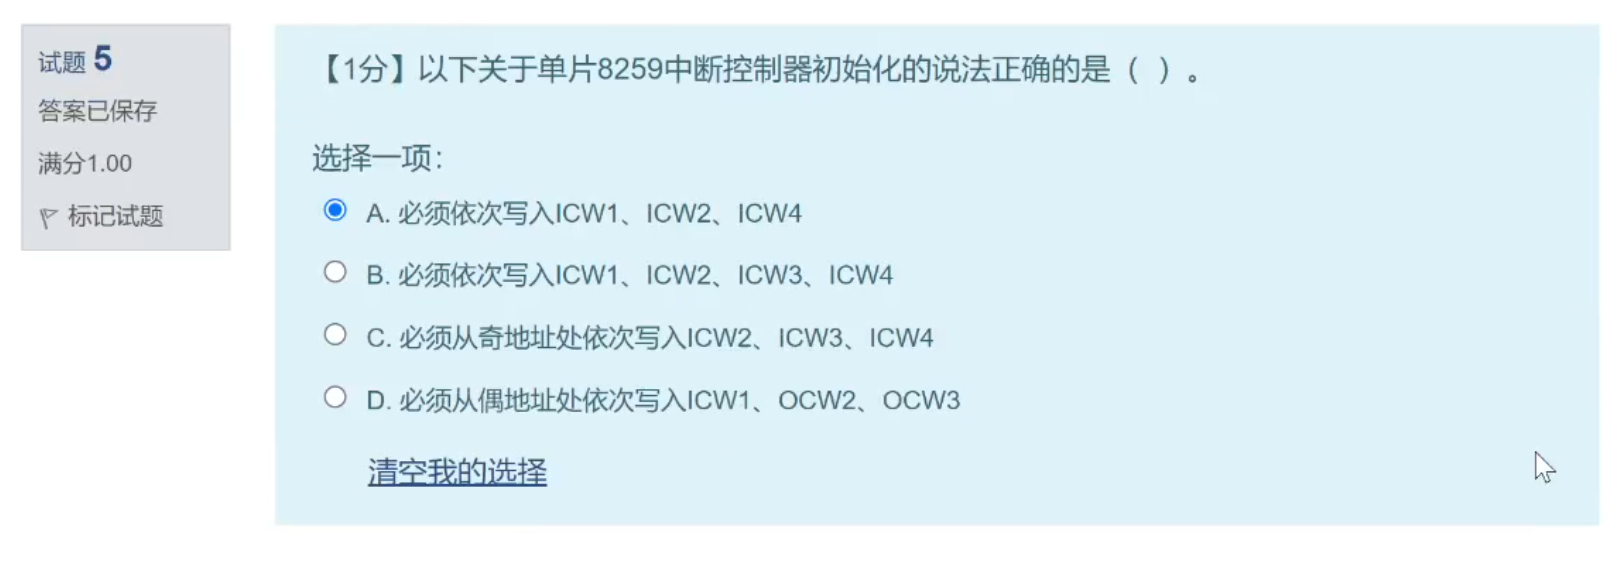 试题 5
答案已保存
满分1.00
标记试题
【1分】以下关于单片8259中断控制器初始化的说法正确的是（ ）。
选择一项：
A. 必须依次写入ICW1、ICW2、ICW4
B. 必须依次写入ICW1、ICW2、ICW3、ICW4
C. 必须从奇地址处依次写入ICW2、ICW3、ICW4
D. 必须从偶地址处依次写入ICW1、OCW2、OCW3
清空我的选择